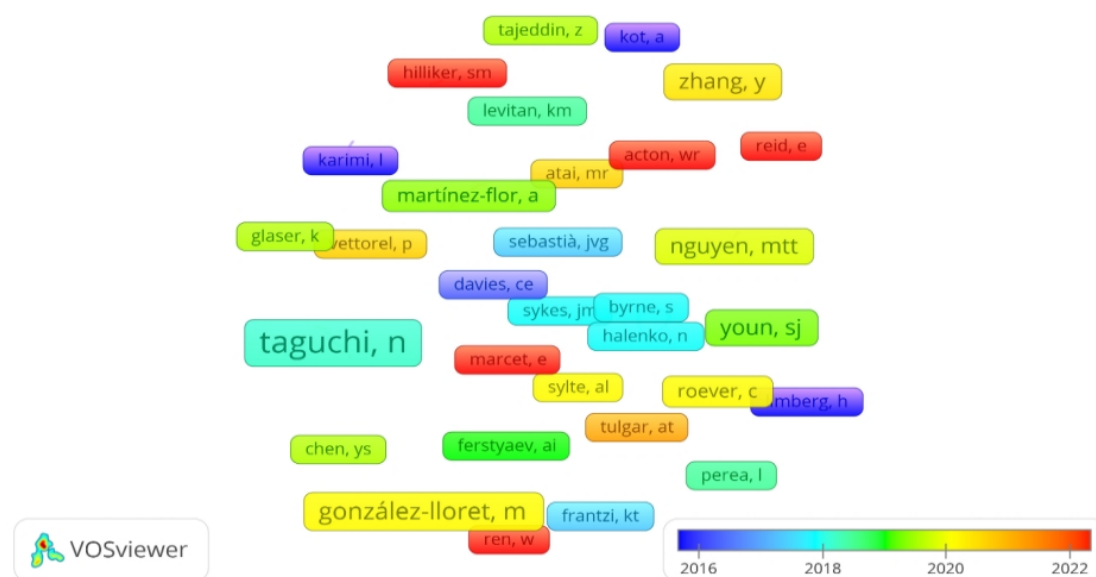 tajeddin, z
kot, a
hilliker, sm
zhang, y
levitan, km
reid, e
acton, wr
karimi, l
atai, mr
martínez-flor, a
glaser, k
vettorel, p
sebastià, jvg
nguyen, mtt
davies, ce
sykes, jm
byrne, s
taguchi, n
youn, sj
halenko, n
marcet, e
sylte, al
roever, c
tulgar, at
chen, ys
ferstyaev, ai
perea, l
gonzález-lloret, m
frantzi, kt
ren, w
VOSviewer
2016 2018 2020 2022